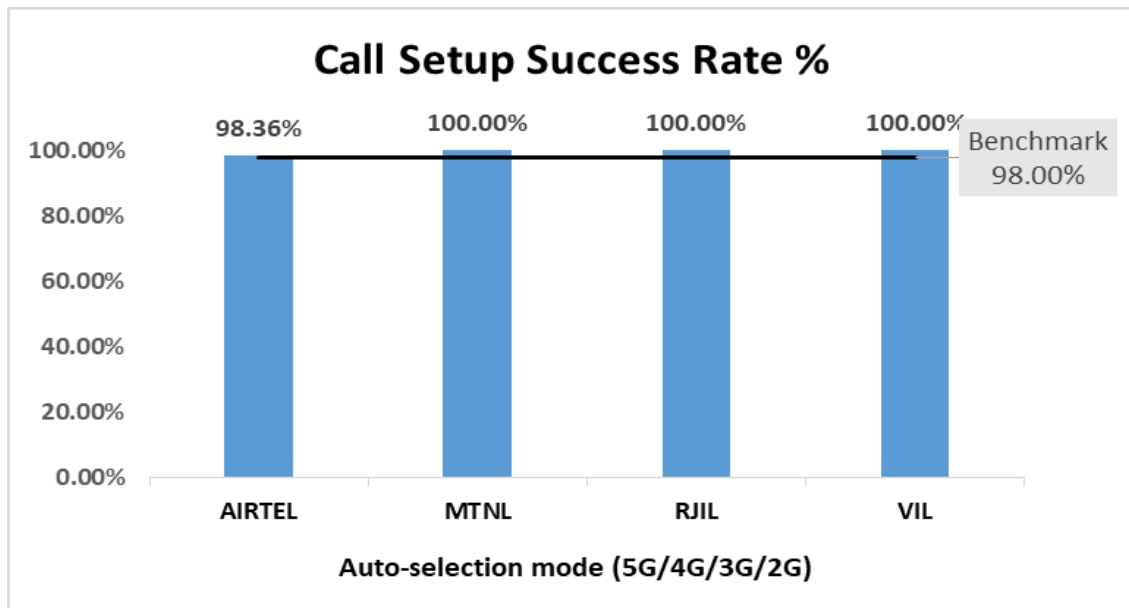 Call Setup Success Rate %
98.36%
100.00%
100.00%
100.00%
Benchmark
98.00%
100.00%
80.00%
60.00%
40.00%
20.00%
0.00%
AIRTEL
MTNL
RJIL
VIL
Auto-selection mode (5G/4G/3G/2G)